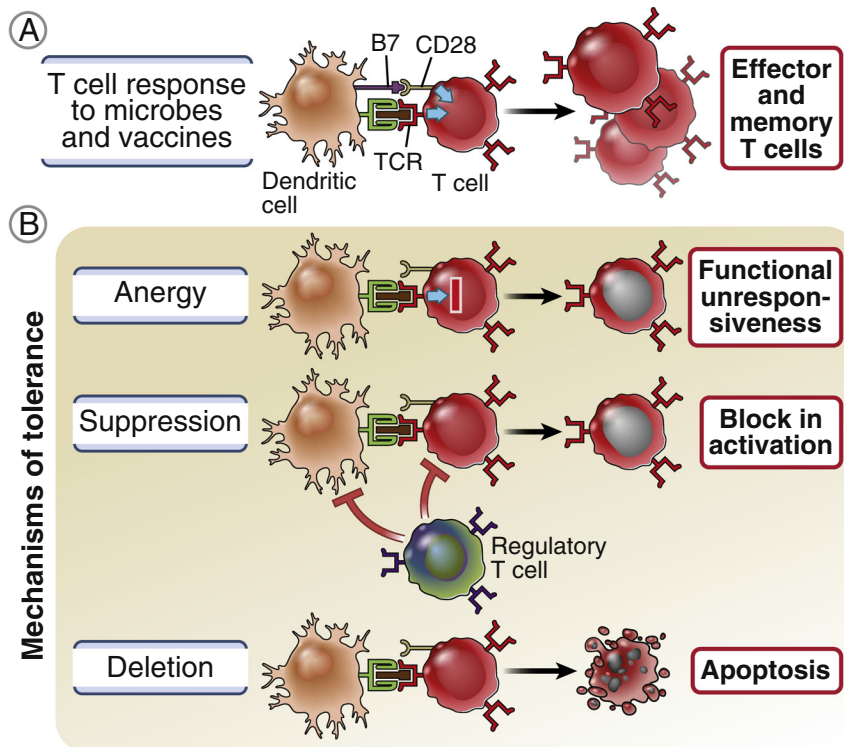 A
T cell response
to microbes
and vaccines
B7
CD28
TCR
Dendritic
cell
T cell
Effector
and
memory
T cells
B
Mechanisms of tolerance
Anergy
Functional
unrespon-
siveness
Suppression
Block in
activation
Regulatory
T cell
Deletion
Apoptosis